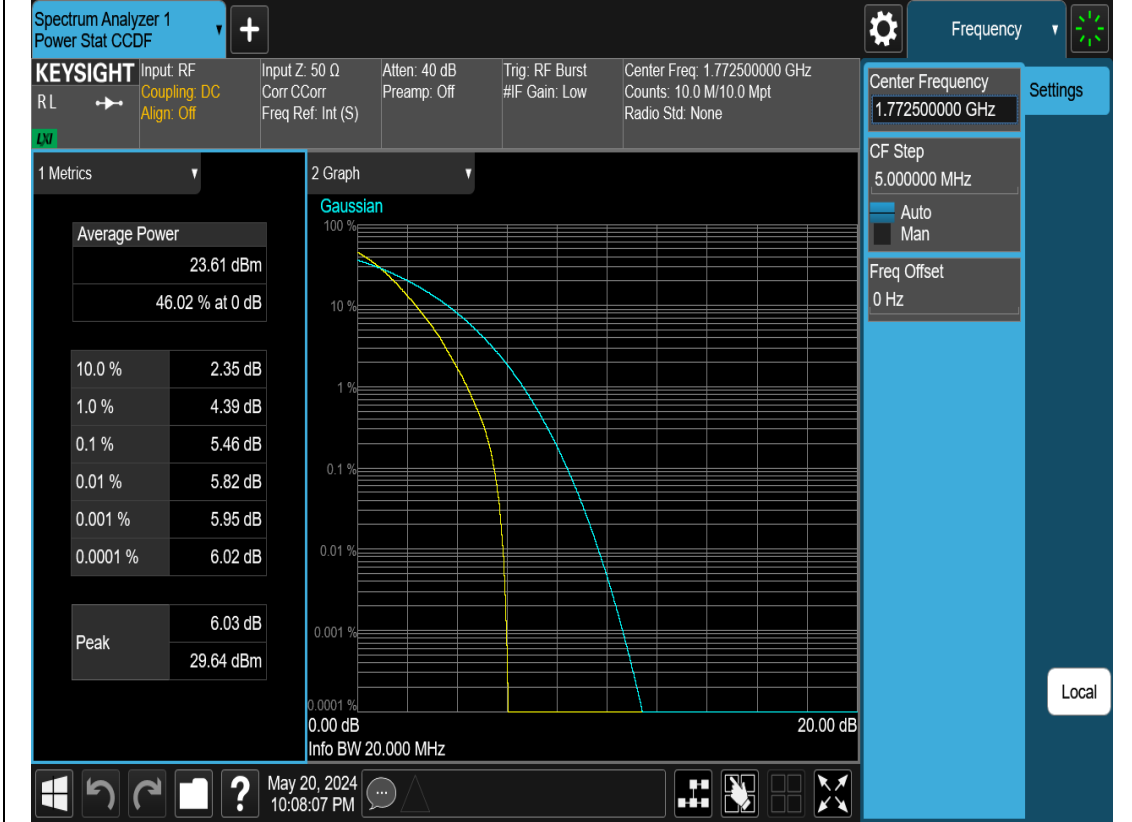 Spectrum Analyzer 1
Power Stat CCDF
+
Frequency
KEYSIGHT
RL
LXI
Input: RF
Coupling: DC
Align: Off
Input Z: 50 Ω
Corr CCorr
Freq Ref: Int (S)
Atten: 40 dB
Preamp: Off
Trig: RF Burst
#IF Gain: Low
Center Freq: 1.772500000 GHz
Counts: 10.0 M/10.0 Mpt
Radio Std: None
Center Frequency
1.772500000 GHz
Settings
CF Step
5.000000 MHz
Auto
Man
Freq Offset
0 Hz
Local
1 Metrics
Average Power
23.61 dBm
46.02 % at 0 dB
10.0 % 2.35 dB
1.0 % 4.39 dB
0.1 % 5.46 dB
0.01 % 5.82 dB
0.001 % 5.95 dB
0.0001 % 6.02 dB
Peak
6.03 dB
29.64 dBm
2 Graph
Gaussian
100 %
10 %
1 %
0.1 %
0.01 %
0.001 %
0.0001 %
0.00 dB 20.00 dB
Info BW 20.000 MHz
?
May 20, 2024
10:08:07 PM